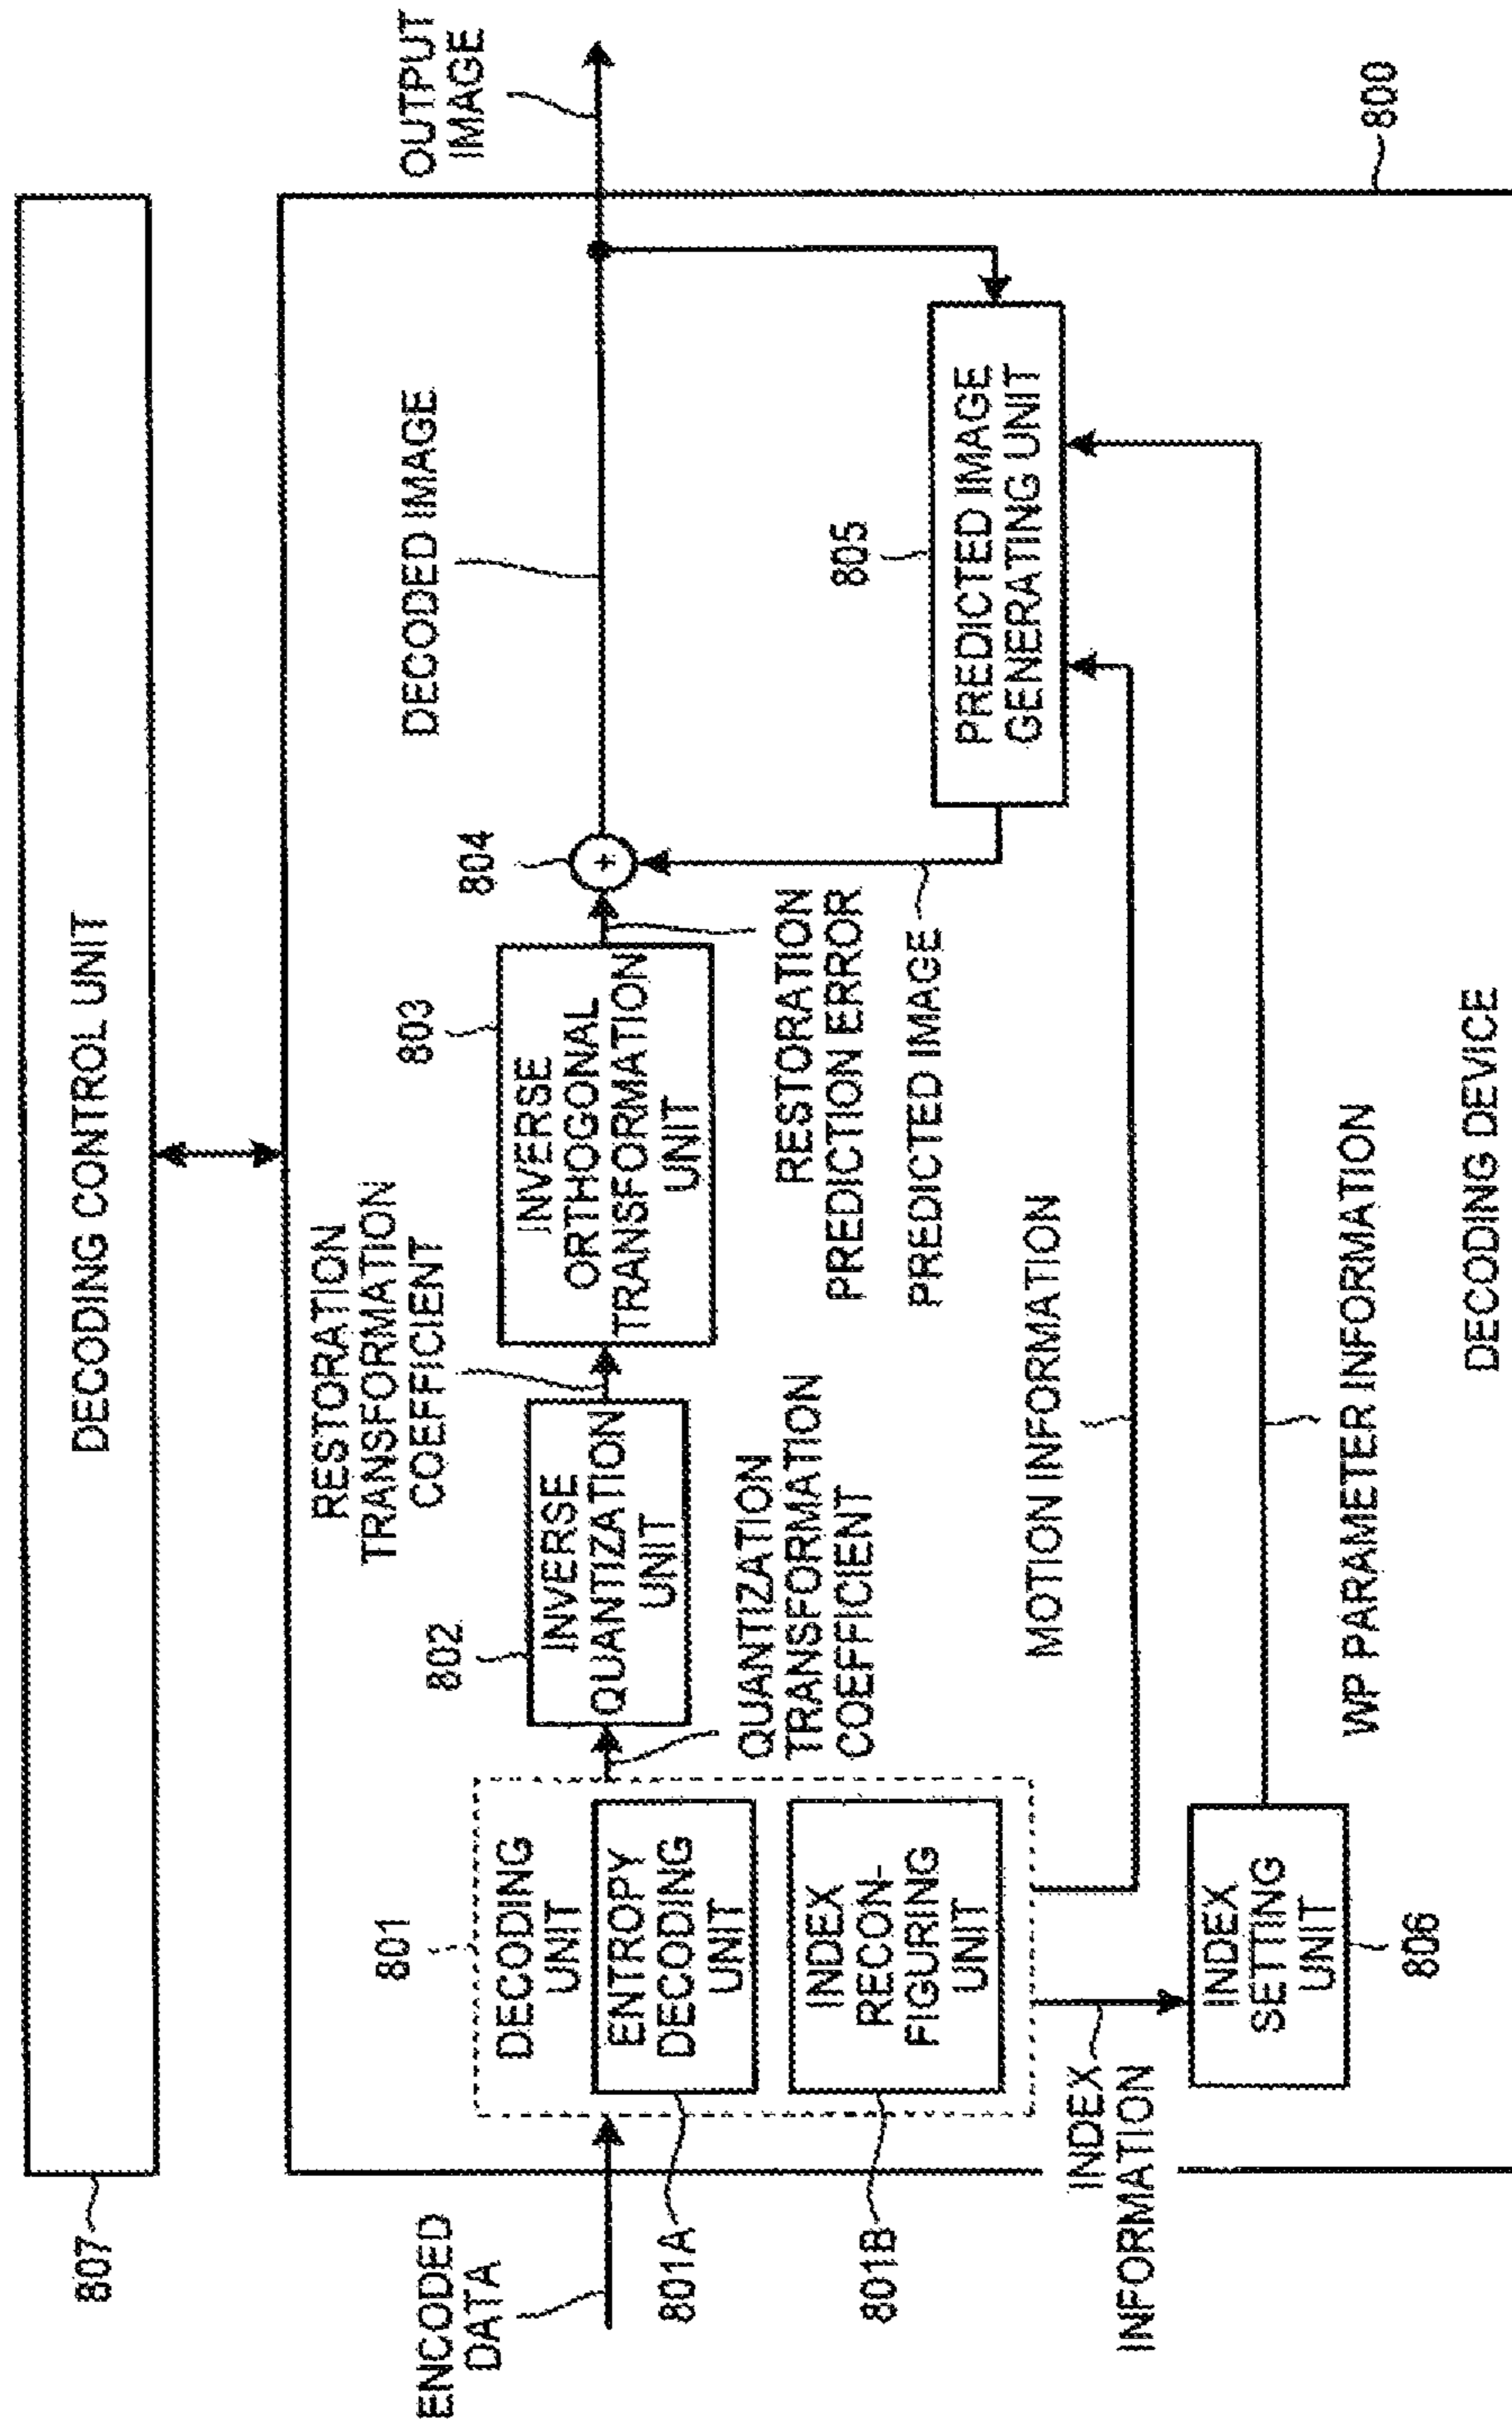 DECODING CONTROL UNIT
807
ENCODED
DATA
801
DECODING
UNIT
ENTROPY
DECODING
UNIT
801A
INDEX
RECON-
FIGURING
UNIT
801B
QUANTIZATION
TRANSFORMATION
COEFFICIENT
802
INVERSE
QUANTIZATION
UNIT
RESTORATION
TRANSFORMATION
COEFFICIENT
803
INVERSE
ORTHOGONAL
TRANSFORMATION
UNIT
RESTORATION
PREDICTION ERROR
804
+
DECODED IMAGE
OUTPUT
IMAGE
PREDICTED IMAGE
805
PREDICTED IMAGE
GENERATING UNIT
MOTION INFORMATION
INDEX
INFORMATION
INDEX
SETTING
UNIT
806
WP PARAMETER INFORMATION
DECODING DEVICE
800